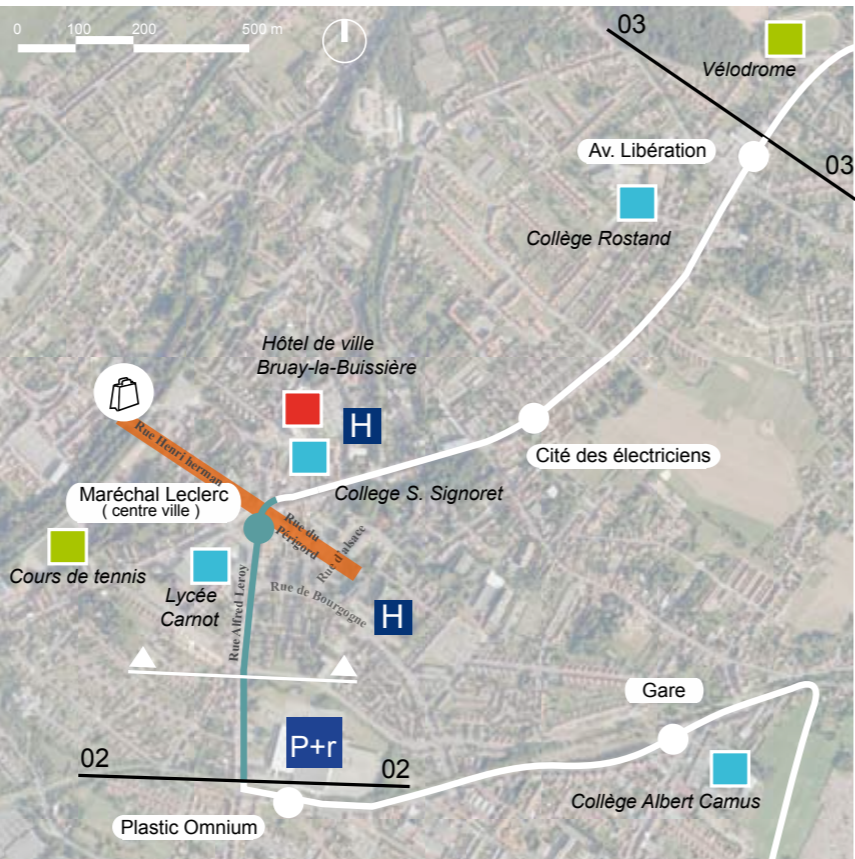 0 100 200 500 m
03
Vélodrome
Av. Libération
03
Collège Rostand
Hôtel de ville
Bruay-la-Buissière
H
Rue Henri herman
Cité des électriciens
Maréchal Leclerc
( centre ville )
College S. Signoret
Rue du
Périgord
Rue d'alsace
Cours de tennis
Lycée
Carnot
Rue Alfred Leroy
Rue de Bourgogne
H
Gare
P+r
02
02
Collège Albert Camus
Plastic Omnium